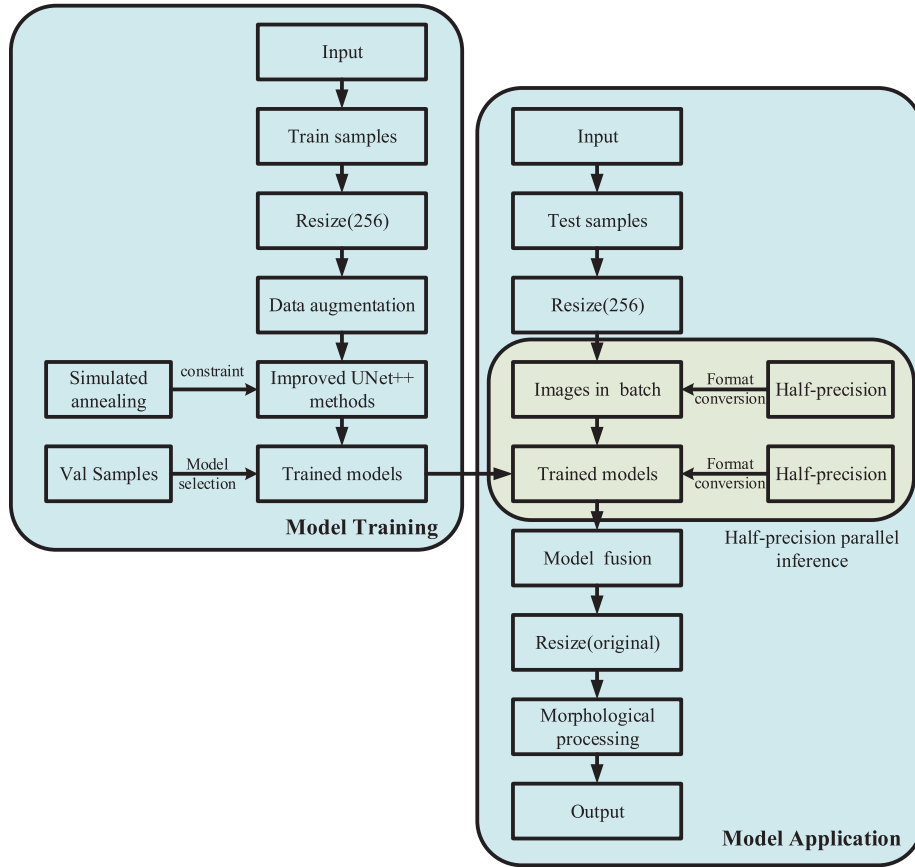 Input
Train samples
Resize(256)
Data augmentation
Simulated
annealing
constraint
Improved UNet++
methods
Val Samples
Model
selection
Trained models
Model Training
Input
Test samples
Resize(256)
Images in batch
Format
conversion
Half-precision
Trained models
Format
conversion
Half-precision
Half-precision parallel
inference
Model fusion
Resize(original)
Morphological
processing
Output
Model Application